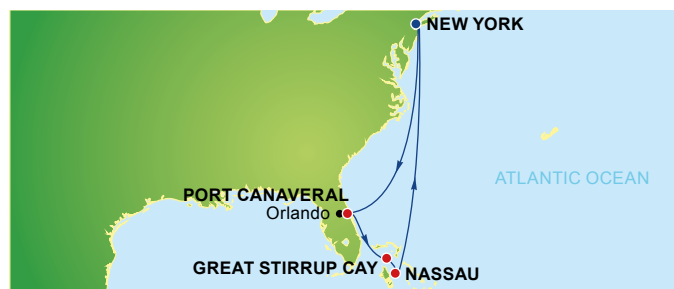 NEW YORK
ATLANTIC OCEAN
PORT CANAVERAL
Orlando
GREAT STIRRUP CAY
NASSAU